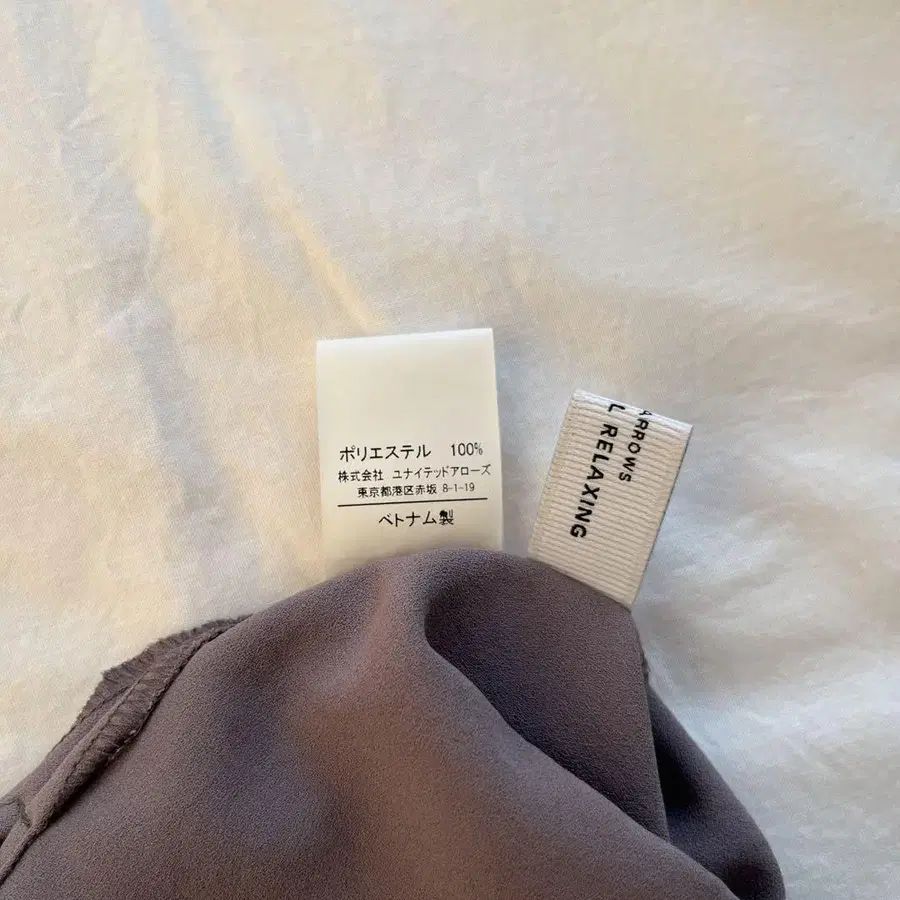 ポリエステル 100%
株式会社 ユナイテッドアローズ
東京都港区赤坂 8-1-19
ベトナム製
ARROWS
L RELAXING